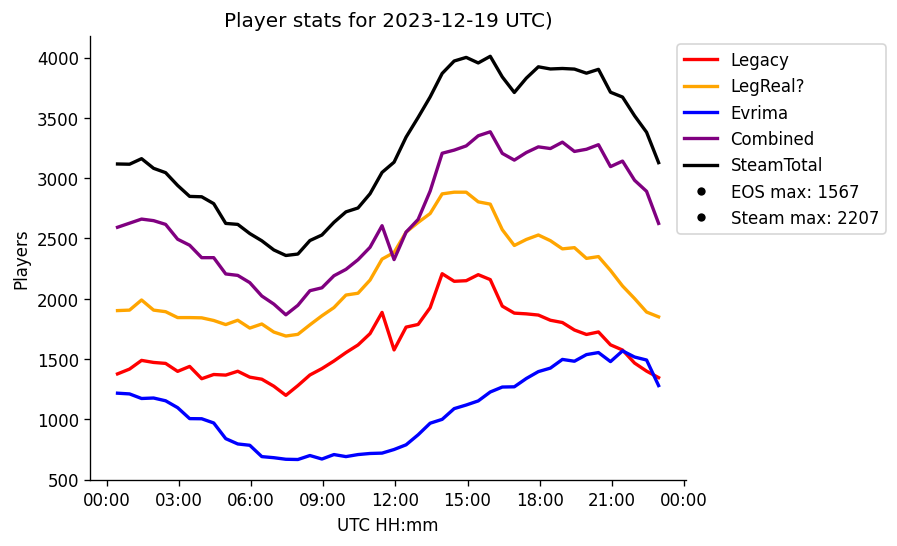 Player stats for 2023-12-19 UTC)
Players
4000
3500
3000
2500
2000
1500
1000
500
00:00 03:00 06:00 09:00 12:00 15:00 18:00 21:00 00:00
UTC HH:mm
Legacy
LegReal?
Evrima
Combined
SteamTotal
EOS max: 1567
Steam max: 2207